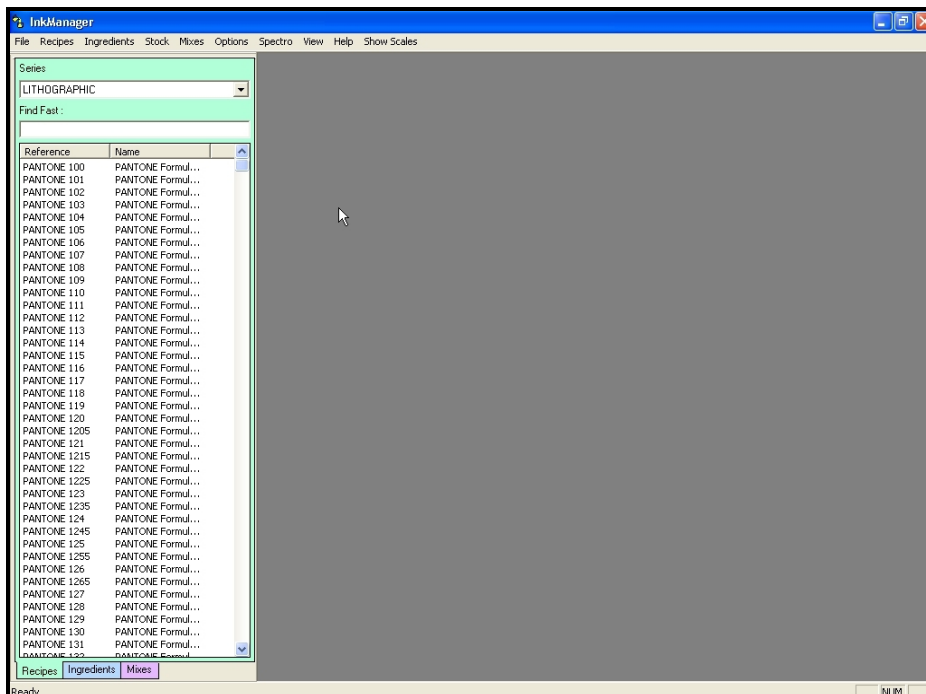 InkManager
File Recipes Ingredients Stock Mixes Options Spectro View Help Show Scales
Series
LITHOGRAPHIC
Find Fast :
Reference Name
PANTONE 100 PANTONE Formul...
PANTONE 101 PANTONE Formul...
PANTONE 102 PANTONE Formul...
PANTONE 103 PANTONE Formul...
PANTONE 104 PANTONE Formul...
PANTONE 105 PANTONE Formul...
PANTONE 106 PANTONE Formul...
PANTONE 107 PANTONE Formul...
PANTONE 108 PANTONE Formul...
PANTONE 109 PANTONE Formul...
PANTONE 110 PANTONE Formul...
PANTONE 111 PANTONE Formul...
PANTONE 112 PANTONE Formul...
PANTONE 113 PANTONE Formul...
PANTONE 114 PANTONE Formul...
PANTONE 115 PANTONE Formul...
PANTONE 116 PANTONE Formul...
PANTONE 117 PANTONE Formul...
PANTONE 118 PANTONE Formul...
PANTONE 119 PANTONE Formul...
PANTONE 120 PANTONE Formul...
PANTONE 1205 PANTONE Formul...
PANTONE 121 PANTONE Formul...
PANTONE 1215 PANTONE Formul...
PANTONE 122 PANTONE Formul...
PANTONE 1225 PANTONE Formul...
PANTONE 123 PANTONE Formul...
PANTONE 1235 PANTONE Formul...
PANTONE 124 PANTONE Formul...
PANTONE 1245 PANTONE Formul...
PANTONE 125 PANTONE Formul...
PANTONE 1255 PANTONE Formul...
PANTONE 126 PANTONE Formul...
PANTONE 1265 PANTONE Formul...
PANTONE 127 PANTONE Formul...
PANTONE 128 PANTONE Formul...
PANTONE 129 PANTONE Formul...
PANTONE 130 PANTONE Formul...
PANTONE 131 PANTONE Formul...
PANTONE 132 PANTONE Formul...
Recipes Ingredients Mixes
Ready NUM